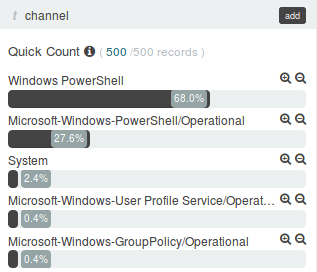 t channel add
Quick Count ( 500 /500 records )
Windows PowerShell
68.0%
Microsoft-Windows-PowerShell/Operational
27.6%
System
2.4%
Microsoft-Windows-User Profile Service/Operat...
0.4%
Microsoft-Windows-GroupPolicy/Operational
0.4%